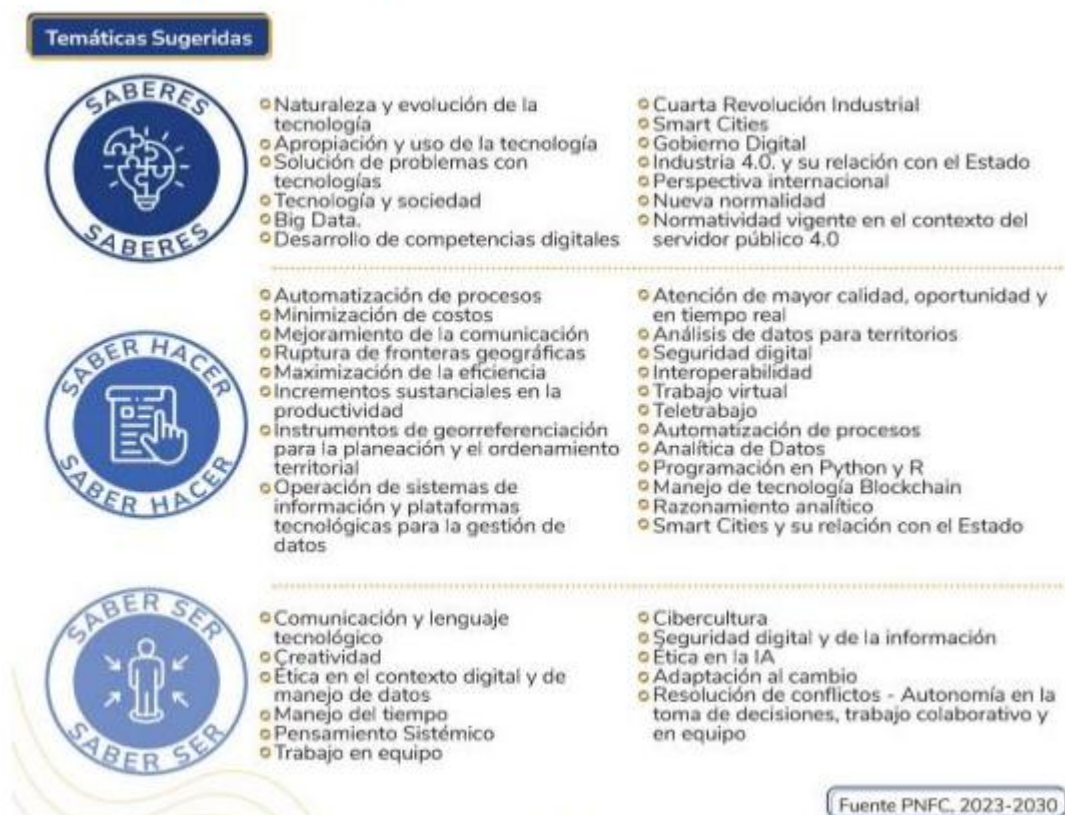 Temáticas Sugeridas
SABERES
SABERES
Naturaleza y evolución de la
tecnología
Apropiación y uso de la tecnología
Solución de problemas con
tecnologías
Tecnología y sociedad
Big Data.
Desarrollo de competencias digitales
Cuarta Revolución Industrial
Smart Cities
Gobierno Digital
Industria 4.0. y su relación con el Estado
Perspectiva internacional
Nueva normalidad
Normatividad vigente en el contexto del
servidor público 4.0
SABER HACER
SABER HACER
Automatización de procesos
Minimización de costos
Mejoramiento de la comunicación
Ruptura de fronteras geográficas
Maximización de la eficiencia
Incrementos sustanciales en la
productividad
Instrumentos de georreferenciación
para la planeación y el ordenamiento
territorial
Operación de sistemas de
información y plataformas
tecnológicas para la gestión de
datos
Atención de mayor calidad, oportunidad y
en tiempo real
Análisis de datos para territorios
Seguridad digital
Interoperabilidad
Trabajo virtual
Teletrabajo
Automatización de procesos
Analítica de Datos
Programación en Python y R
Manejo de tecnología Blockchain
Razonamiento analítico
Smart Cities y su relación con el Estado
SABER SER
SABER SER
Comunicación y lenguaje
tecnológico
Creatividad
Ética en el contexto digital y de
manejo de datos
Manejo del tiempo
Pensamiento Sistémico
Trabajo en equipo
Cibercultura
Seguridad digital y de la información
Ética en la IA
Adaptación al cambio
Resolución de conflictos - Autonomía en la
toma de decisiones, trabajo colaborativo y
en equipo
Fuente PNFC, 2023-2030